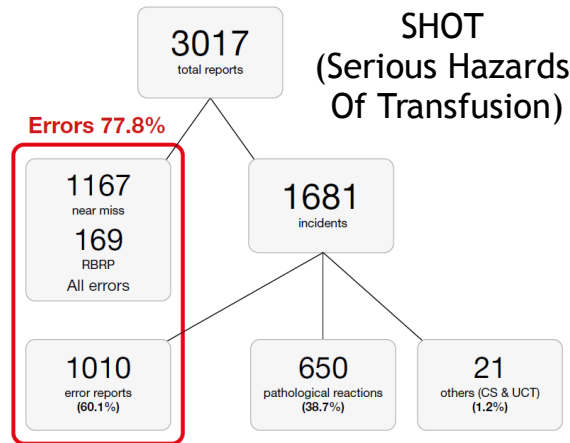 3017
total reports
SHOT
(Serious Hazards
Of Transfusion)
Errors 77.8%
1167
near miss
169
RBRP
All errors
1681
incidents
1010
error reports
(60.1%)
650
pathological reactions
(38.7%)
21
others (CS & UCT)
(1.2%)